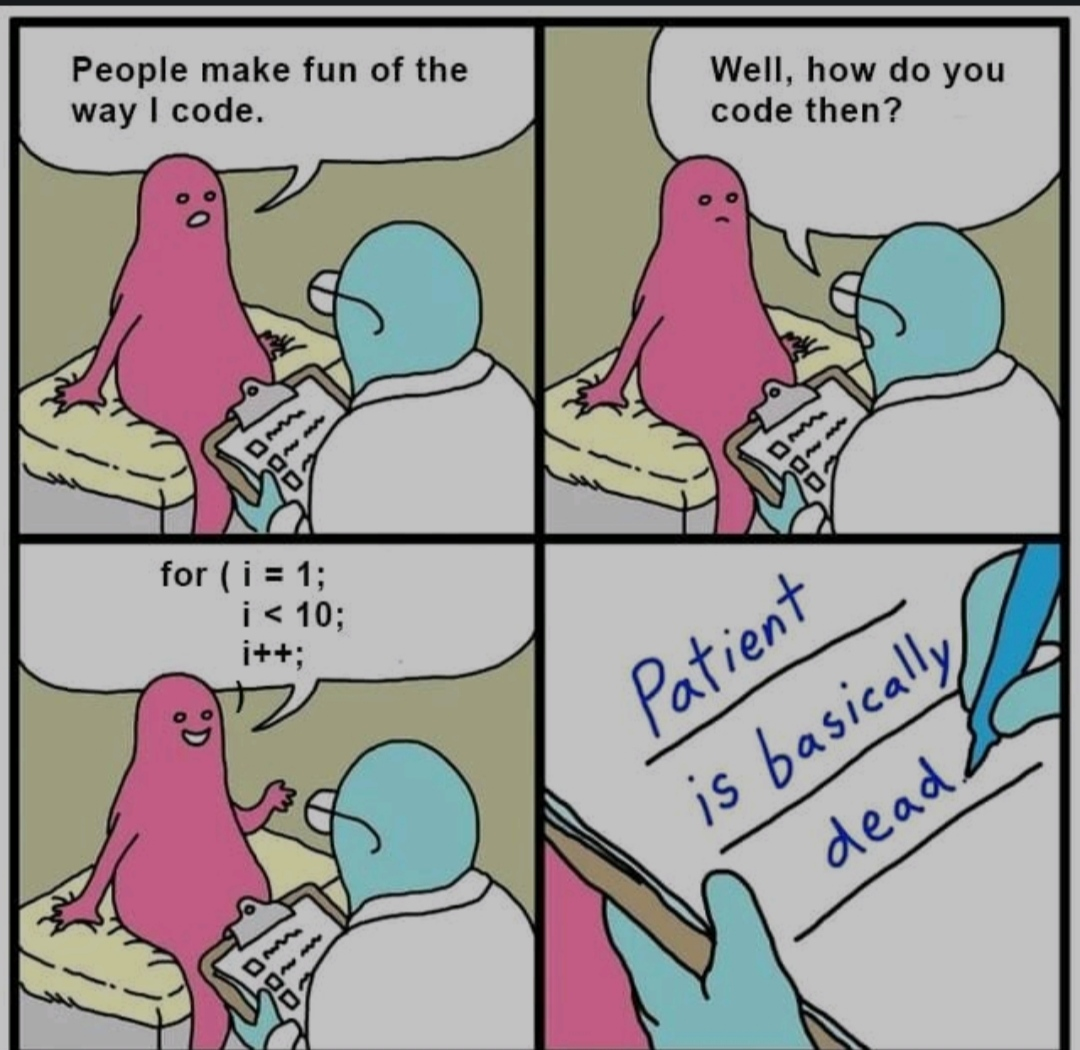 People make fun of the
way I code.
Well, how do you
code then?
for ( i = 1;
i < 10;
i++;
)
Patient
is basically
dead.